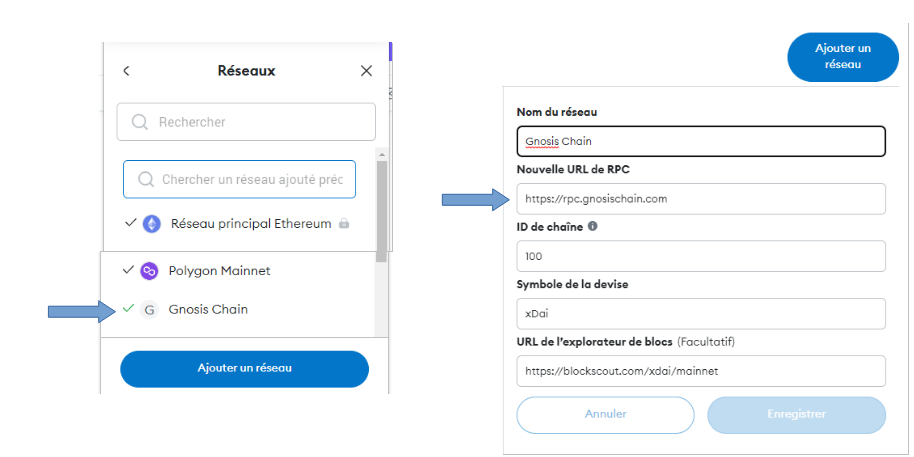 Réseaux
Rechercher
Chercher un réseau ajouté préc
Réseau principal Ethereum
Polygon Mainnet
G Gnosis Chain
Ajouter un réseau
Ajouter un
réseau
Nom du réseau
Gnosis Chain
Nouvelle URL de RPC
https://rpc.gnosischain.com
ID de chaîne
100
Symbole de la devise
xDai
URL de l'explorateur de blocs (Facultatif)
https://blockscout.com/xdai/mainnet
Annuler
Enregistrer